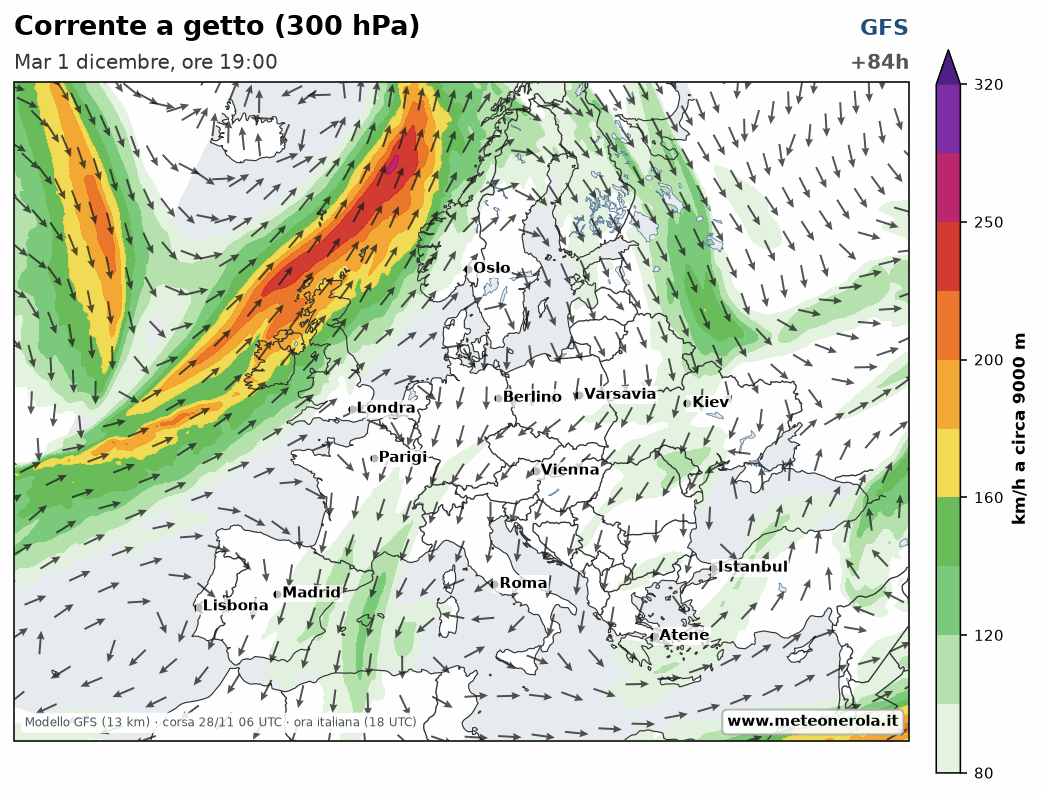 Corrente a getto (300 hPa)
GFS
Mar 1 dicembre, ore 19:00
+84h
320
250
200
160
120
80
km/h a circa 9000 m
Oslo
Berlino
Varsavia
Kiev
Londra
Parigi
Vienna
Istanbul
Roma
Madrid
Lisbona
Atene
Modello GFS (13 km) · corsa 28/11 06 UTC · ora italiana (18 UTC)
www.meteonerola.it